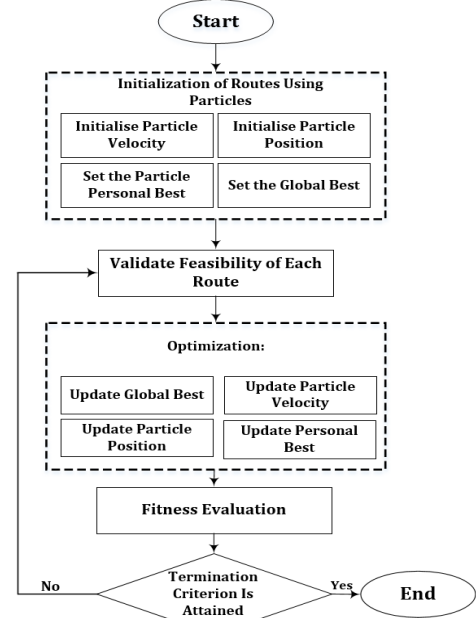 Start
Initialization of Routes Using
Particles
Initialise Particle
Velocity
Initialise Particle
Position
Set the Particle
Personal Best
Set the Global Best
Validate Feasibility of Each
Route
Optimization:
Update Global Best
Update Particle
Velocity
Update Particle
Position
Update Personal
Best
Fitness Evaluation
Termination
Criterion Is
Attained
No
Yes
End